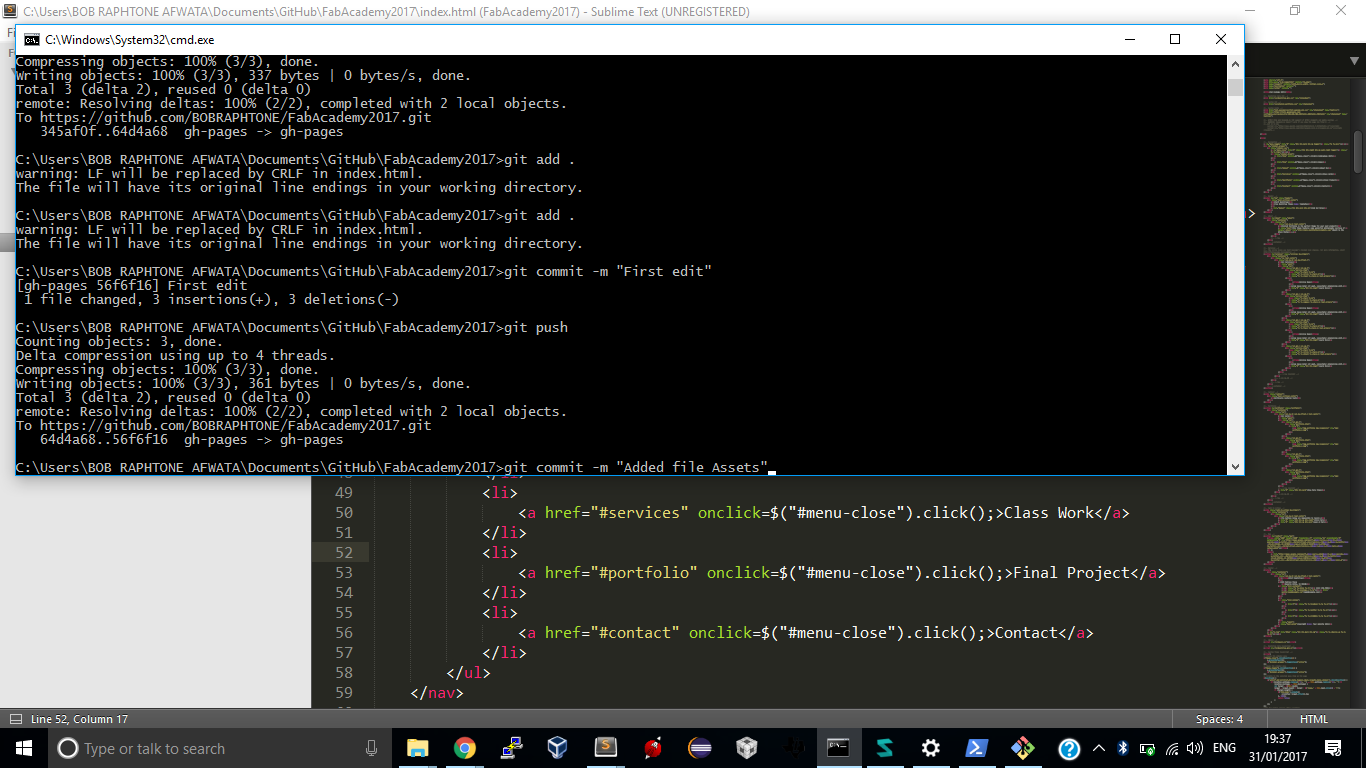 C:\Users\BOB RAPHTONE AFWATA\Documents\GitHub\FabAcademy2017\index.html (FabAcademy2017) - Sublime Text (UNREGISTERED)
C:\Windows\System32\cmd.exe
Compressing objects: 100% (3/3), done.
Writing objects: 100% (3/3), 337 bytes | 0 bytes/s, done.
Total 3 (delta 2), reused 0 (delta 0)
remote: Resolving deltas: 100% (2/2), completed with 2 local objects.
To https://github.com/BOBRAPHTONE/FabAcademy2017.git
345af0f..64d4a68 gh-pages -> gh-pages
C:\Users\BOB RAPHTONE AFWATA\Documents\GitHub\FabAcademy2017>git add .
warning: LF will be replaced by CRLF in index.html.
The file will have its original line endings in your working directory.
C:\Users\BOB RAPHTONE AFWATA\Documents\GitHub\FabAcademy2017>git add .
warning: LF will be replaced by CRLF in index.html.
The file will have its original line endings in your working directory.
C:\Users\BOB RAPHTONE AFWATA\Documents\GitHub\FabAcademy2017>git commit -m "First edit"
[gh-pages 56f6f16] First edit
1 file changed, 3 insertions(+), 3 deletions(-)
C:\Users\BOB RAPHTONE AFWATA\Documents\GitHub\FabAcademy2017>git push
Counting objects: 3, done.
Delta compression using up to 4 threads.
Compressing objects: 100% (3/3), done.
Writing objects: 100% (3/3), 361 bytes | 0 bytes/s, done.
Total 3 (delta 2), reused 0 (delta 0)
remote: Resolving deltas: 100% (2/2), completed with 2 local objects.
To https://github.com/BOBRAPHTONE/FabAcademy2017.git
64d4a68..56f6f16 gh-pages -> gh-pages
C:\Users\BOB RAPHTONE AFWATA\Documents\GitHub\FabAcademy2017>git commit -m "Added file Assets"
49 <li>
50 <a href="#services" onclick=$("#menu-close").click();>Class Work</a>
51 </li>
52 <li>
53 <a href="#portfolio" onclick=$("#menu-close").click();>Final Project</a>
54 </li>
55 <li>
56 <a href="#contact" onclick=$("#menu-close").click();>Contact</a>
57 </li>
58 </ul>
59 </nav>
Line 52, Column 17
Spaces: 4
HTML
Type or talk to search
ENG
19:37
31/01/2017